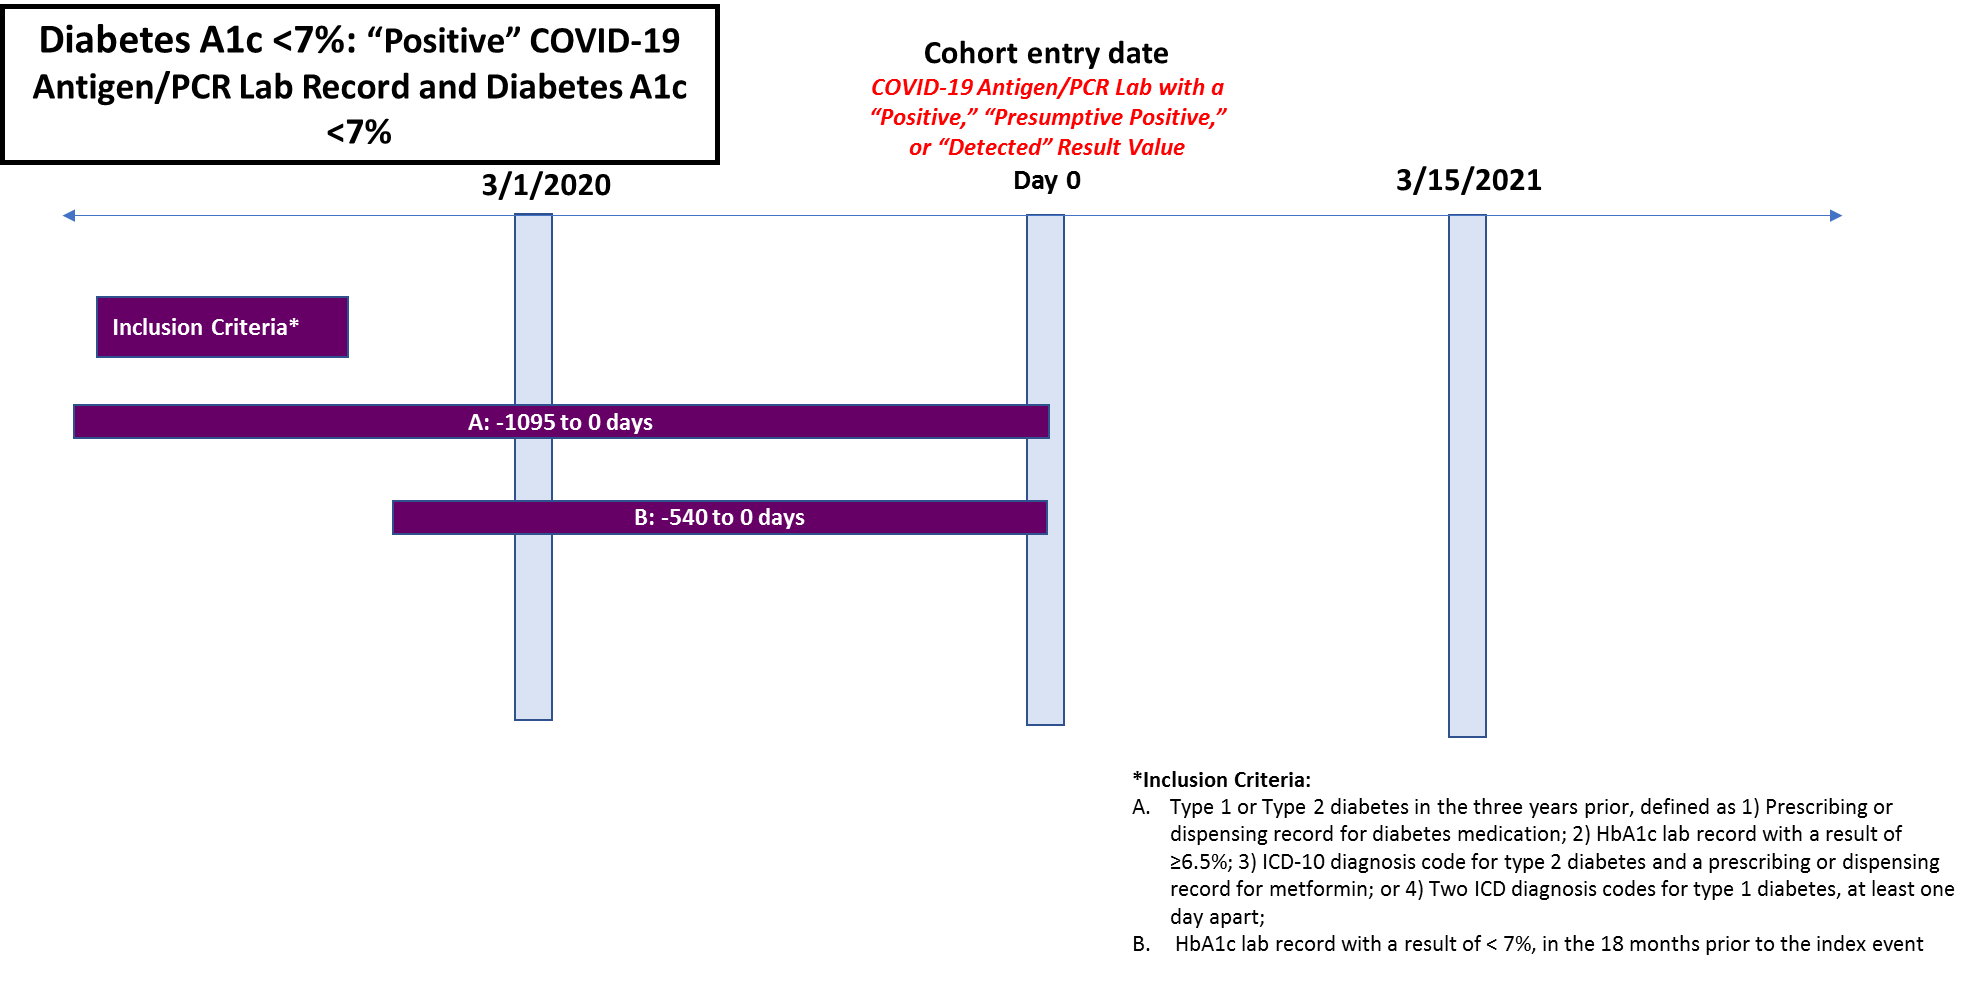 Diabetes A1c <7%: “Positive” COVID-19
Antigen/PCR Lab Record and Diabetes A1c
<7%
Cohort entry date
COVID-19 Antigen/PCR Lab with a
“Positive,” “Presumptive Positive,”
or “Detected” Result Value
3/1/2020
Day 0
3/15/2021
Inclusion Criteria*
A: -1095 to 0 days
B: -540 to 0 days
*Inclusion Criteria:
A. Type 1 or Type 2 diabetes in the three years prior, defined as 1) Prescribing or
dispensing record for diabetes medication; 2) HbA1c lab record with a result of
≥6.5%; 3) ICD-10 diagnosis code for type 2 diabetes and a prescribing or dispensing
record for metformin; or 4) Two ICD diagnosis codes for type 1 diabetes, at least one
day apart;
B. HbA1c lab record with a result of < 7%, in the 18 months prior to the index event